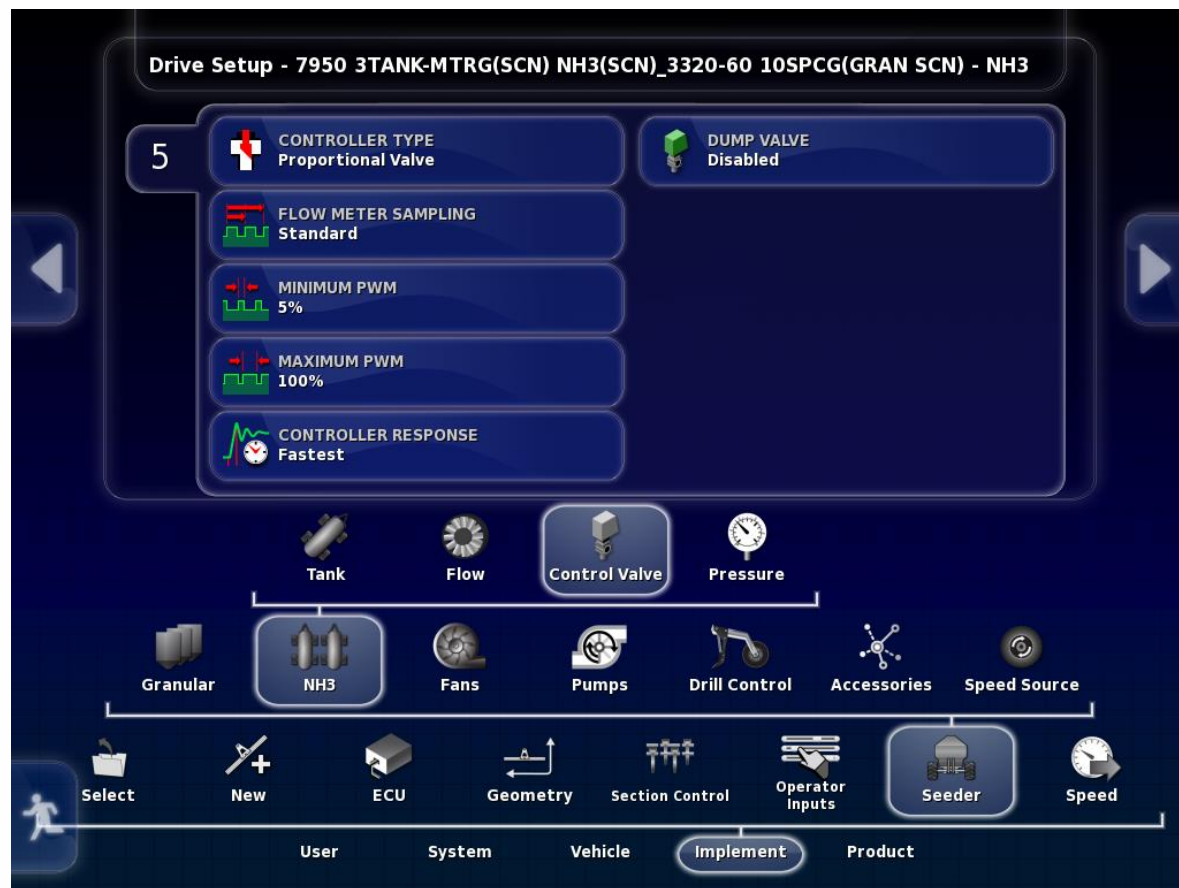 Drive Setup - 7950 3TANK-MTRG(SCN) NH3(SCN)_3320-60 10SPCG(GRAN SCN) - NH3
5
CONTROLLER TYPE
Proportional Valve
DUMP VALVE
Disabled
FLOW METER SAMPLING
Standard
MINIMUM PWM
5%
MAXIMUM PWM
100%
CONTROLLER RESPONSE
Fastest
Tank
Flow
Control Valve
Pressure
Granular
NH3
Fans
Pumps
Drill Control
Accessories
Speed Source
Select
New
ECU
Geometry
Section Control
Operator
Inputs
Seeder
Speed
User
System
Vehicle
Implement
Product